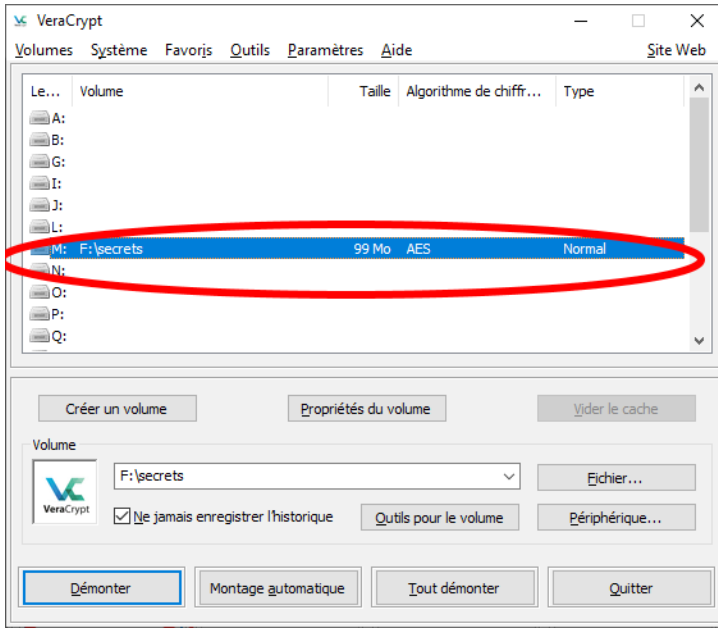 VeraCrypt
Volumes Système Favoris Outils Paramètres Aide Site Web
Le... Volume Taille Algorithme de chiffr... Type
A:
B:
G:
I:
J:
L:
M: F:\secrets 99 Mo AES Normal
N:
O:
P:
Q:
Créer un volume Propriétés du volume Vider le cache
Volume
F:\secrets Fichier...
VeraCrypt Ne jamais enregistrer l'historique Outils pour le volume Périphérique...
Démonter Montage automatique Tout démonter Quitter